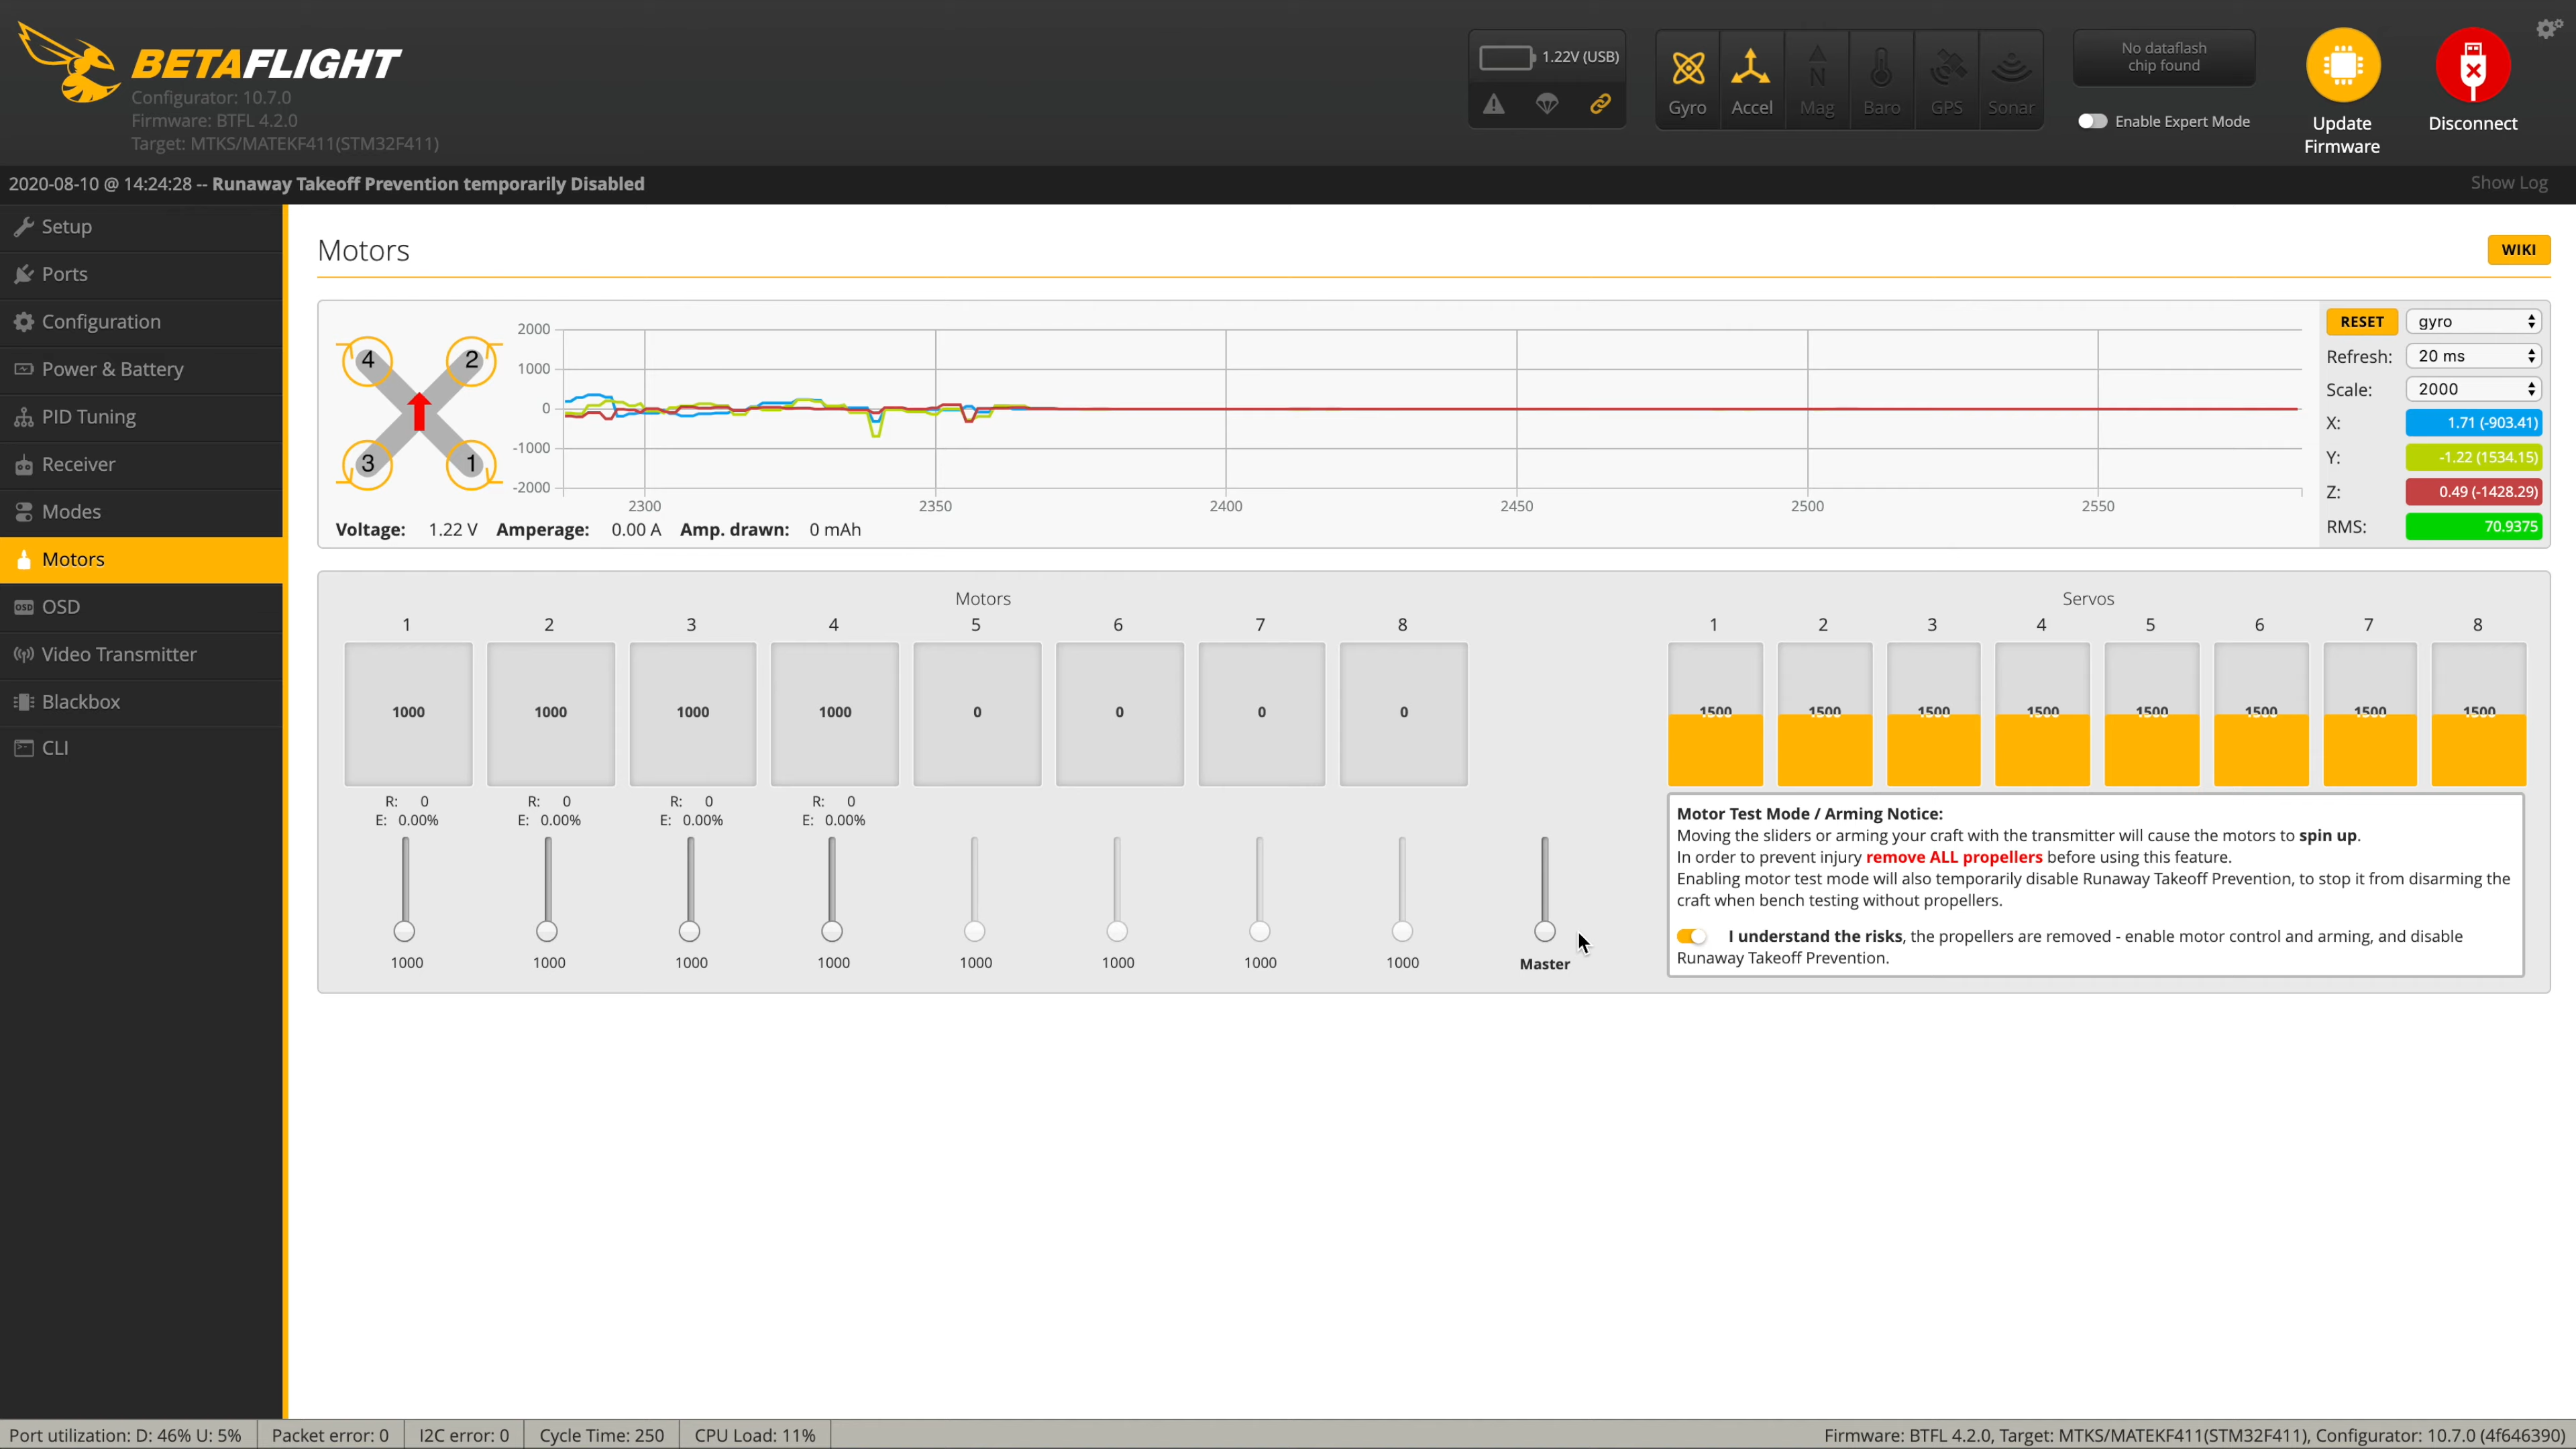 BETAFLIGHT
Configurator: 10.7.0
Firmware: BTFL 4.2.0
Target: MTKS/MATEKF411(STM32F411)
1.22V (USB)
Gyro
Accel
N
Mag
Baro
GPS
Sonar
No dataflash
chip found
Enable Expert Mode
Update
Firmware
Disconnect
2020-08-10 @ 14:24:28 -- Runaway Takeoff Prevention temporarily Disabled
Show Log
Setup
Ports
Configuration
Power & Battery
PID Tuning
Receiver
Modes
Motors
OSD OSD
Video Transmitter
Blackbox
CLI
Motors
WIKI
4 2
3 1
2000
1000
0
-1000
-2000
2300 2350 2400 2450 2500 2550
Voltage: 1.22 V Amperage: 0.00 A Amp. drawn: 0 mAh
RESET gyro
Refresh: 20 ms
Scale: 2000
X: 1.71 (-903.41)
Y: -1.22 (1534.15)
Z: 0.49 (-1428.29)
RMS: 70.9375
Motors
1 2 3 4 5 6 7 8
1000 1000 1000 1000 0 0 0 0
R: 0 R: 0 R: 0 R: 0
E: 0.00% E: 0.00% E: 0.00% E: 0.00%
1000 1000 1000 1000 1000 1000 1000 1000 Master
Servos
1 2 3 4 5 6 7 8
1500 1500 1500 1500 1500 1500 1500 1500
Motor Test Mode / Arming Notice:
Moving the sliders or arming your craft with the transmitter will cause the motors to spin up.
In order to prevent injury remove ALL propellers before using this feature.
Enabling motor test mode will also temporarily disable Runaway Takeoff Prevention, to stop it from disarming the
craft when bench testing without propellers.
I understand the risks, the propellers are removed - enable motor control and arming, and disable
Runaway Takeoff Prevention.
Port utilization: D: 46% U: 5% Packet error: 0 I2C error: 0 Cycle Time: 250 CPU Load: 11% Firmware: BTFL 4.2.0, Target: MTKS/MATEKF411(STM32F411), Configurator: 10.7.0 (4f646390)